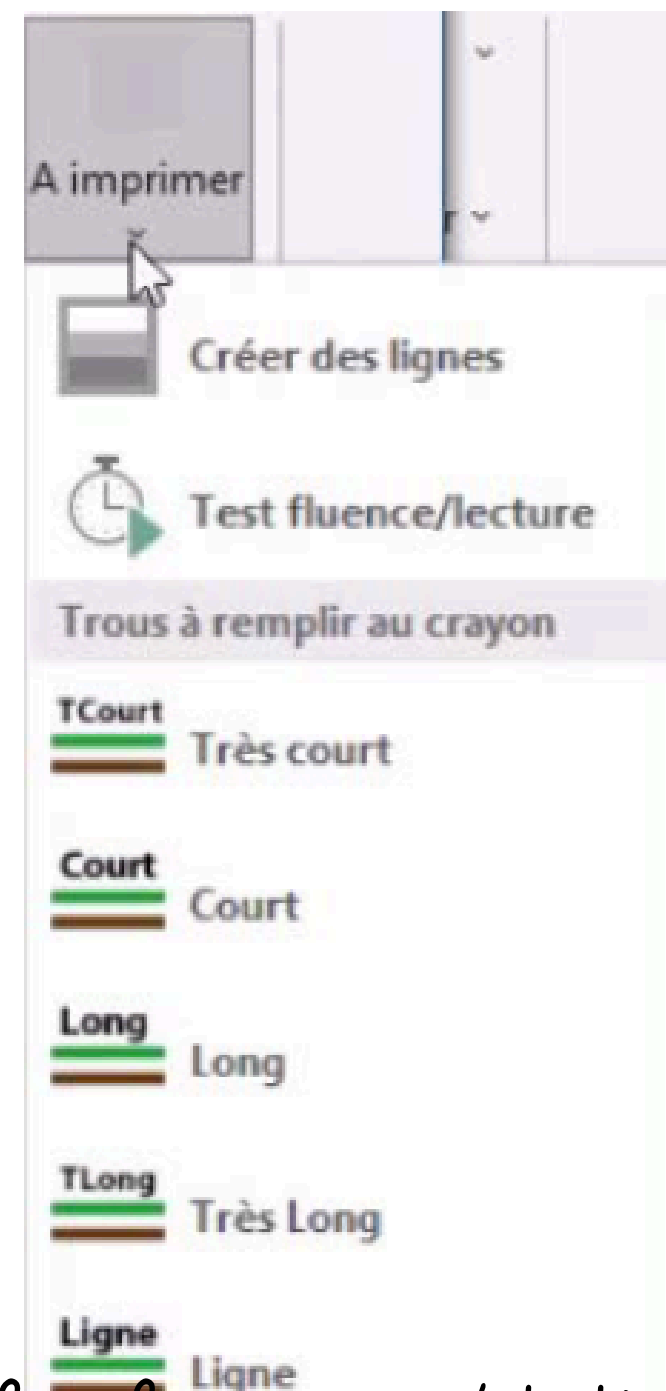 A imprimer
Créer des lignes
Test fluence/lecture
Trous à remplir au crayon
TCourt
Très court
Court
Court
Long
Long
TLong
Très Long
Ligne
Ligne